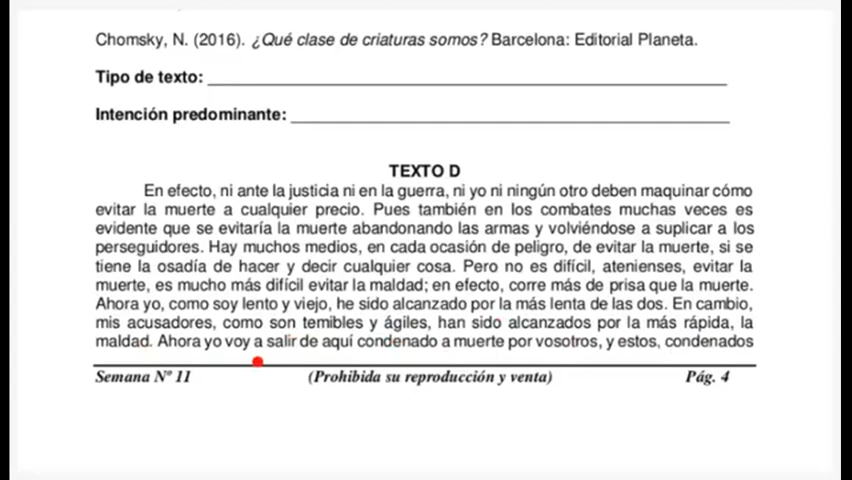 Chomsky, N. (2016). ¿Qué clase de criaturas somos? Barcelona: Editorial Planeta.
Tipo de texto: ___________________________________________________________
Intención predominante: __________________________________________________
TEXTO D
En efecto, ni ante la justicia ni en la guerra, ni yo ni ningún otro deben maquinar cómo
evitar la muerte a cualquier precio. Pues también en los combates muchas veces es
evidente que se evitaría la muerte abandonando las armas y volviéndose a suplicar a los
perseguidores. Hay muchos medios, en cada ocasión de peligro, de evitar la muerte, si se
tiene la osadía de hacer y decir cualquier cosa. Pero no es difícil, atenienses, evitar la
muerte, es mucho más difícil evitar la maldad; en efecto, corre más de prisa que la muerte.
Ahora yo, como soy lento y viejo, he sido alcanzado por la más lenta de las dos. En cambio,
mis acusadores, como son temibles y ágiles, han sido alcanzados por la más rápida, la
maldad. Ahora yo voy a salir de aquí condenado a muerte por vosotros, y estos, condenados
Semana Nº 11 (Prohibida su reproducción y venta) Pág. 4